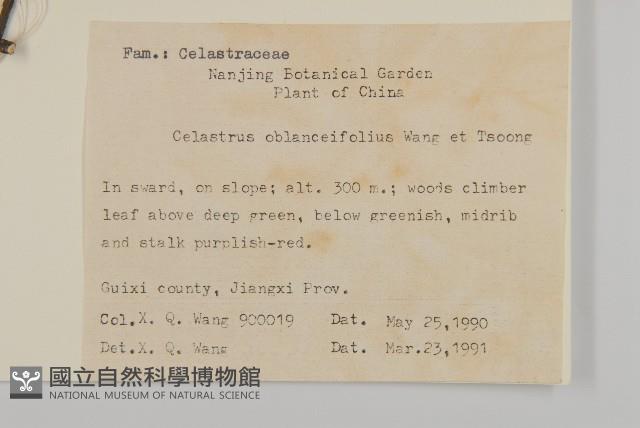 Fam.: Celastraceae
Nanjing Botanical Garden
Plant of China
Celastrus oblanceifolius Wang et Tsoong
In sward, on slope; alt. 300 m.; woods climber
leaf above deep green, below greenish, midrib
and stalk purplish-red.
Guixi county, Jiangxi Prov.
Col.X. Q. Wang 900019 Dat. May 25,1990
Det.X. Q. Wang Dat. Mar.23,1991
國立自然科學博物館
NATIONAL MUSEUM OF NATURAL SCIENCE